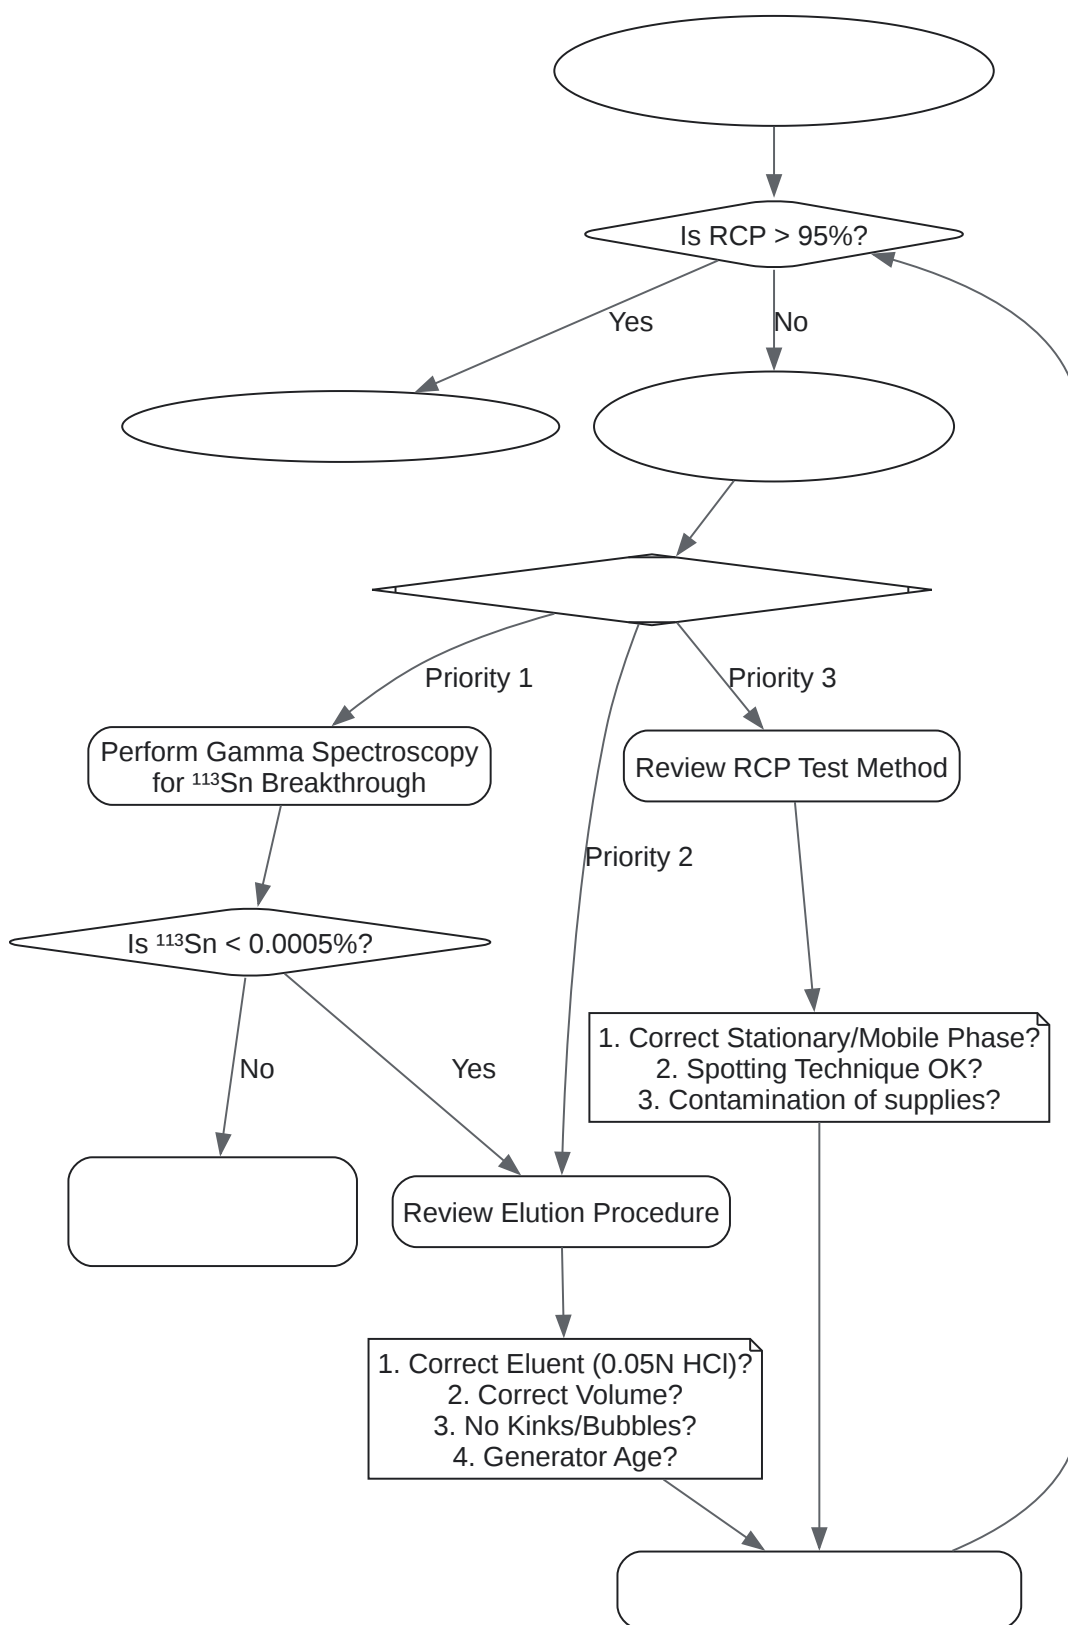 Is RCP > 95%?
Yes
No
Priority 1
Priority 3
Perform Gamma Spectroscopy
for ¹¹³Sn Breakthrough
Review RCP Test Method
Priority 2
Is ¹¹³Sn < 0.0005%?
1. Correct Stationary/Mobile Phase?
2. Spotting Technique OK?
3. Contamination of supplies?
No
Yes
Review Elution Procedure
1. Correct Eluent (0.05N HCl)?
2. Correct Volume?
3. No Kinks/Bubbles?
4. Generator Age?